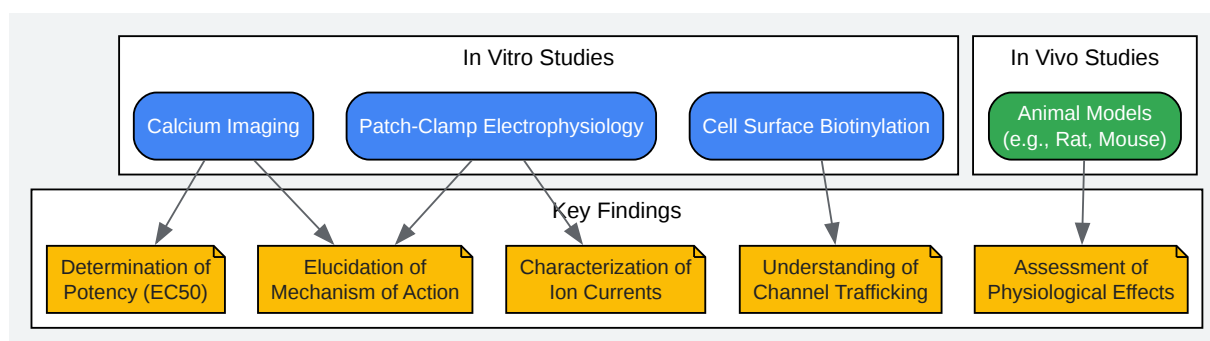 In Vitro Studies
In Vivo Studies
Calcium Imaging
Patch-Clamp Electrophysiology
Cell Surface Biotinylation
Animal Models
(e.g., Rat, Mouse)
Key Findings
Determination of
Potency (EC50)
Elucidation of
Mechanism of Action
Characterization of
Ion Currents
Understanding of
Channel Trafficking
Assessment of
Physiological Effects